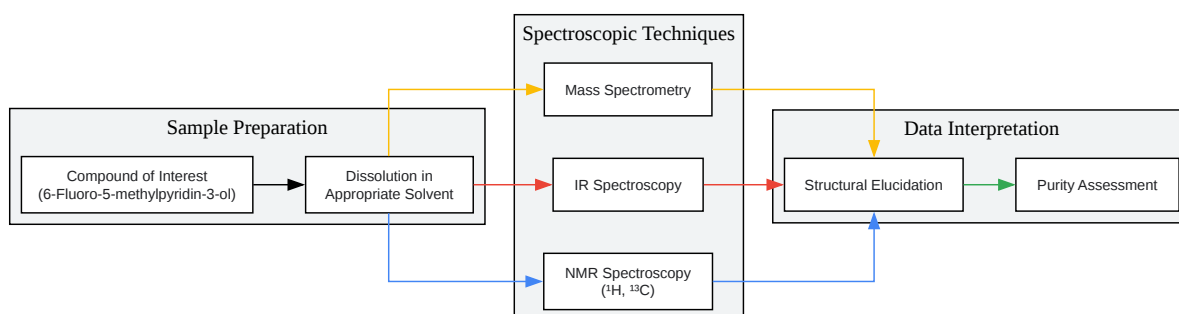 Sample Preparation
Compound of Interest
(6-Fluoro-5-methylpyridin-3-ol)
Dissolution in
Appropriate Solvent
Spectroscopic Techniques
Mass Spectrometry
IR Spectroscopy
NMR Spectroscopy
(¹H, ¹³C)
Data Interpretation
Structural Elucidation
Purity Assessment